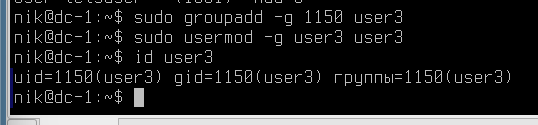 nik@dc-1:~$ sudo groupadd -g 1150 user3
nik@dc-1:~$ sudo usermod -g user3 user3
nik@dc-1:~$ id user3
uid=1150(user3) gid=1150(user3) группы=1150(user3)
nik@dc-1:~$